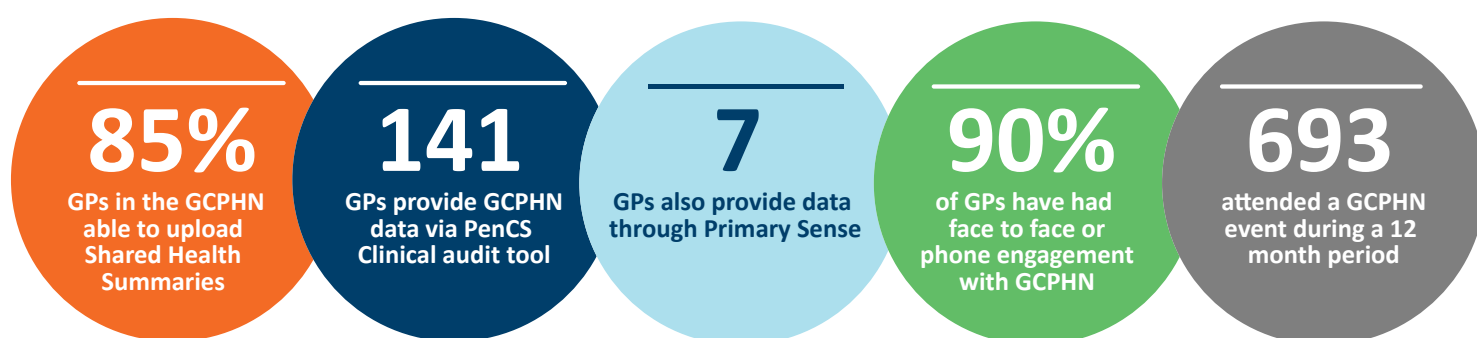 85%
GPs in the GCPHN
able to upload
Shared Health
Summaries
141
GPs provide GCPHN
data via PenCS
Clinical audit tool
7
GPs also provide data
through Primary Sense
90%
of GPs have had
face to face or
phone engagement
with GCPHN
693
attended a GCPHN
event during a 12
month period